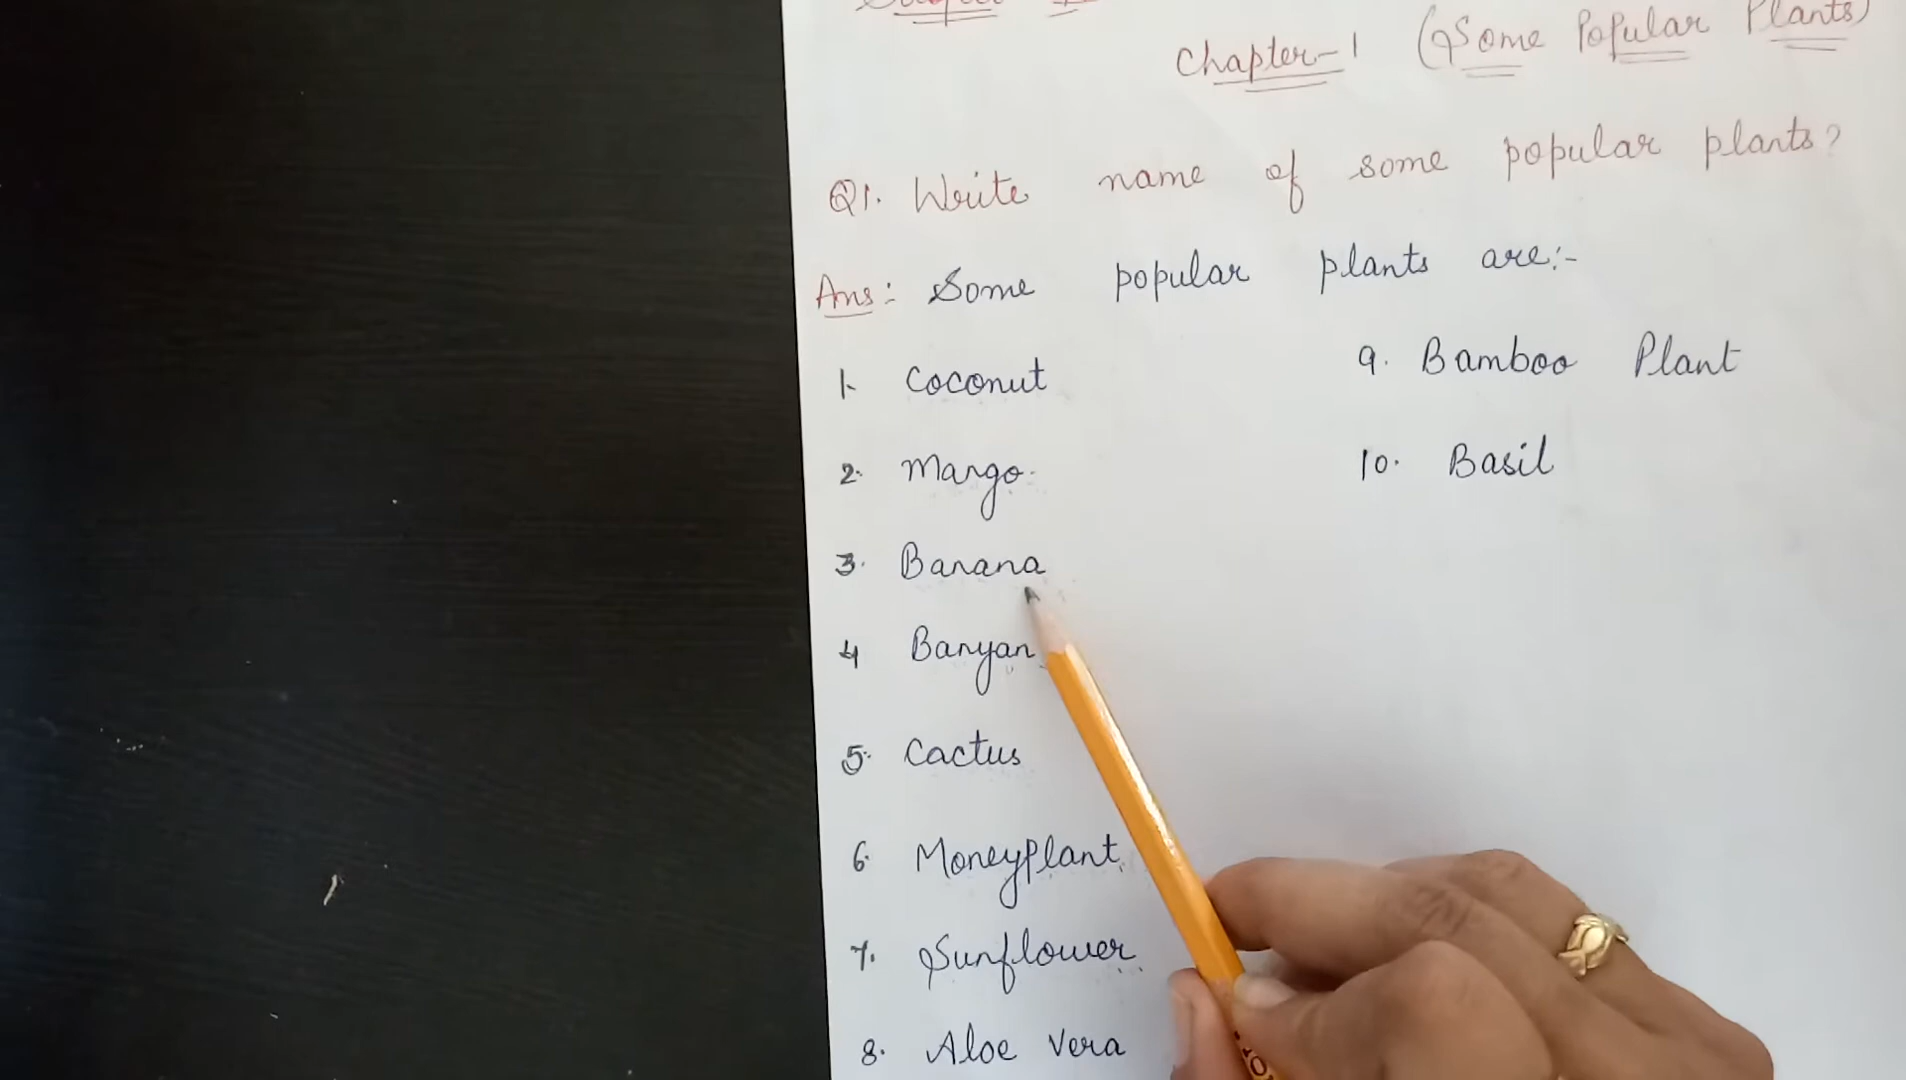 Chapter-1 (Some Popular Plants)
Q1. Write name of some popular plants?
Ans: Some popular plants are:-
1. Coconut
2. Mango.
3. Banana
4 Banyan
5. Cactus
6. Moneyplant
7. Sunflower
8. Aloe Vera
9. Bamboo Plant
10. Basil